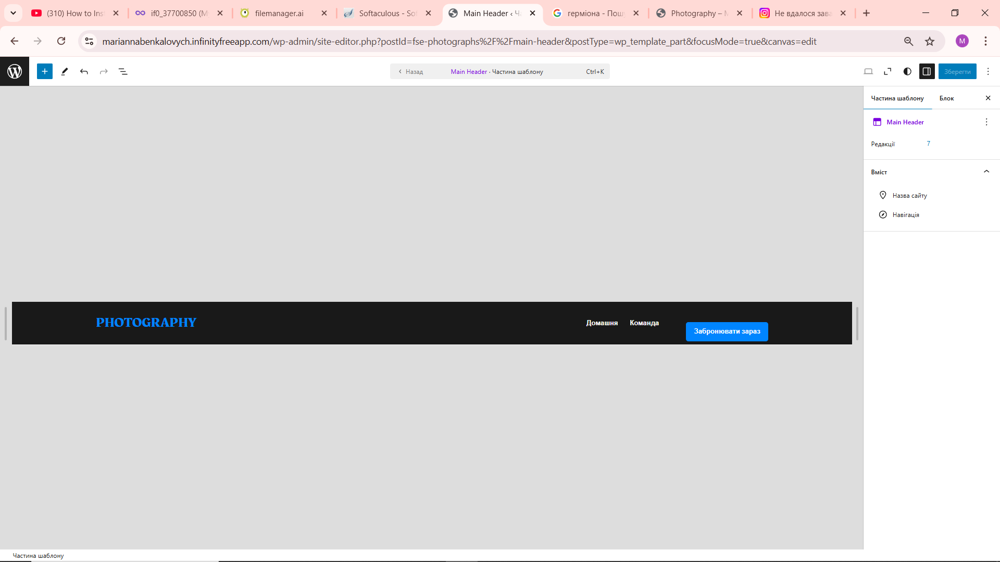 (310) How to Inst
if0_37700850 (M
filemanager.ai
Softaculous - Sof
Main Header ‹ Ча
герміона - Пошу
Photography – M
Не вдалося зава
mariannabenkalovych.infinityfreeapp.com/wp-admin/site-editor.php?postId=fse-photographs%2F%2Fmain-header&postType=wp_template_part&focusMode=true&canvas=edit
M
Назад
Main Header · Частина шаблону
Ctrl+K
Зберегти
Частина шаблону
Блок
Main Header
Редакції
7
Вміст
Назва сайту
Навігація
PHOTOGRAPHY
Домашня
Команда
Забронювати зараз
Частина шаблону